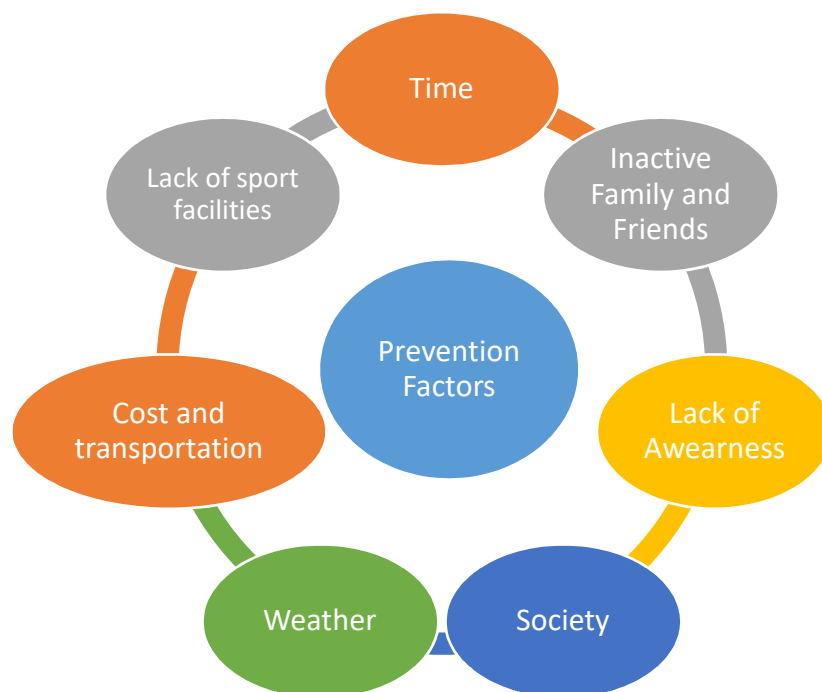 Time
Inactive
Family and
Friends
Lack of
Awearness
Society
Weather
Cost and
transportation
Lack of sport
facilities
Prevention
Factors